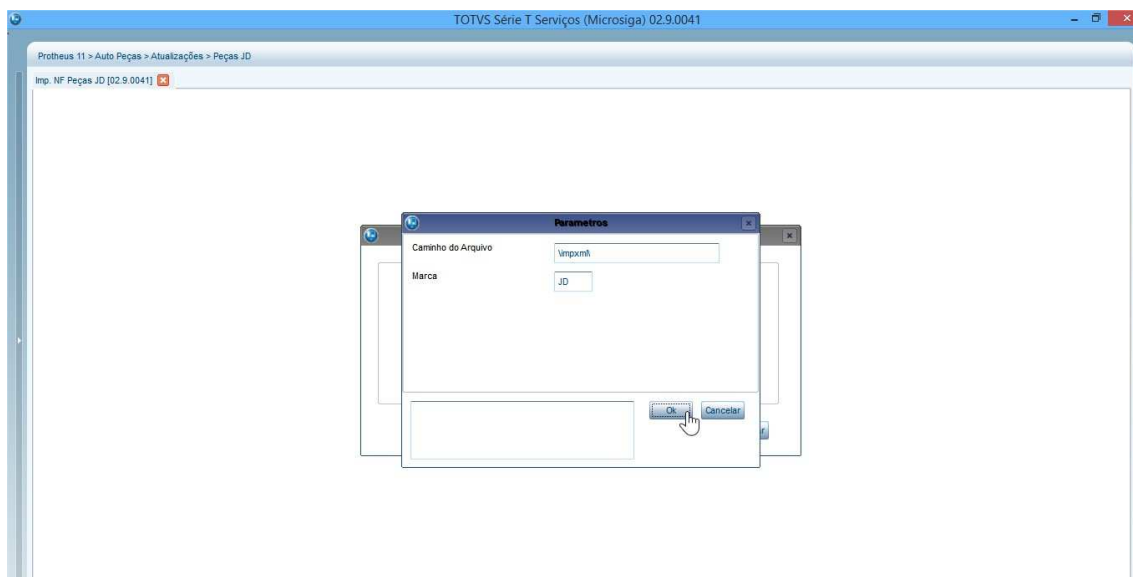 TOTVS Série T Serviços (Microsiga) 02.9.0041
Protheus 11 > Auto Peças > Atualizações > Peças JD
Imp. NF Peças JD [02.9.0041]
Parametros
Caminho do Arquivo
\impxml\
Marca
JD
Ok
Cancelar
r